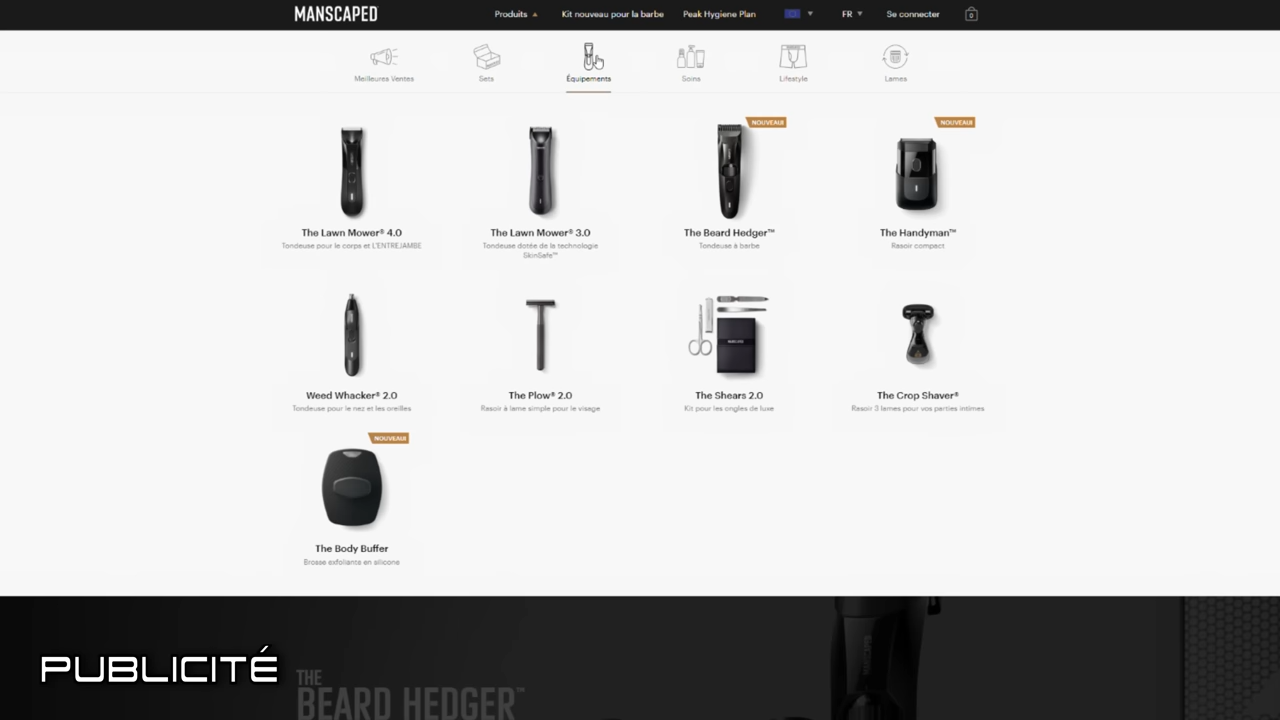 MANSCAPED
Produits
Kit nouveau pour la barbe
Peak Hygiene Plan
FR
Se connecter
0
Meilleures Ventes
Sets
Équipements
Soins
Lifestyle
Lames
NOUVEAU!
NOUVEAU!
The Lawn Mower® 4.0
Tondeuse pour le corps et L'ENTREJAMBE
The Lawn Mower® 3.0
Tondeuse dotée de la technologie
SkinSafe™
The Beard Hedger™
Tondeuse à barbe
The Handyman™
Rasoir compact
MANSCAPED
Weed Whacker® 2.0
Tondeuse pour le nez et les oreilles
The Plow® 2.0
Rasoir à lame simple pour le visage
The Shears 2.0
Kit pour les ongles de luxe
The Crop Shaver®
Rasoir 3 lames pour vos parties intimes
NOUVEAU!
The Body Buffer
Brosse exfoliante en silicone
MANSCAPED
PUBLICITÉ
THE
BEARD HEDGER™